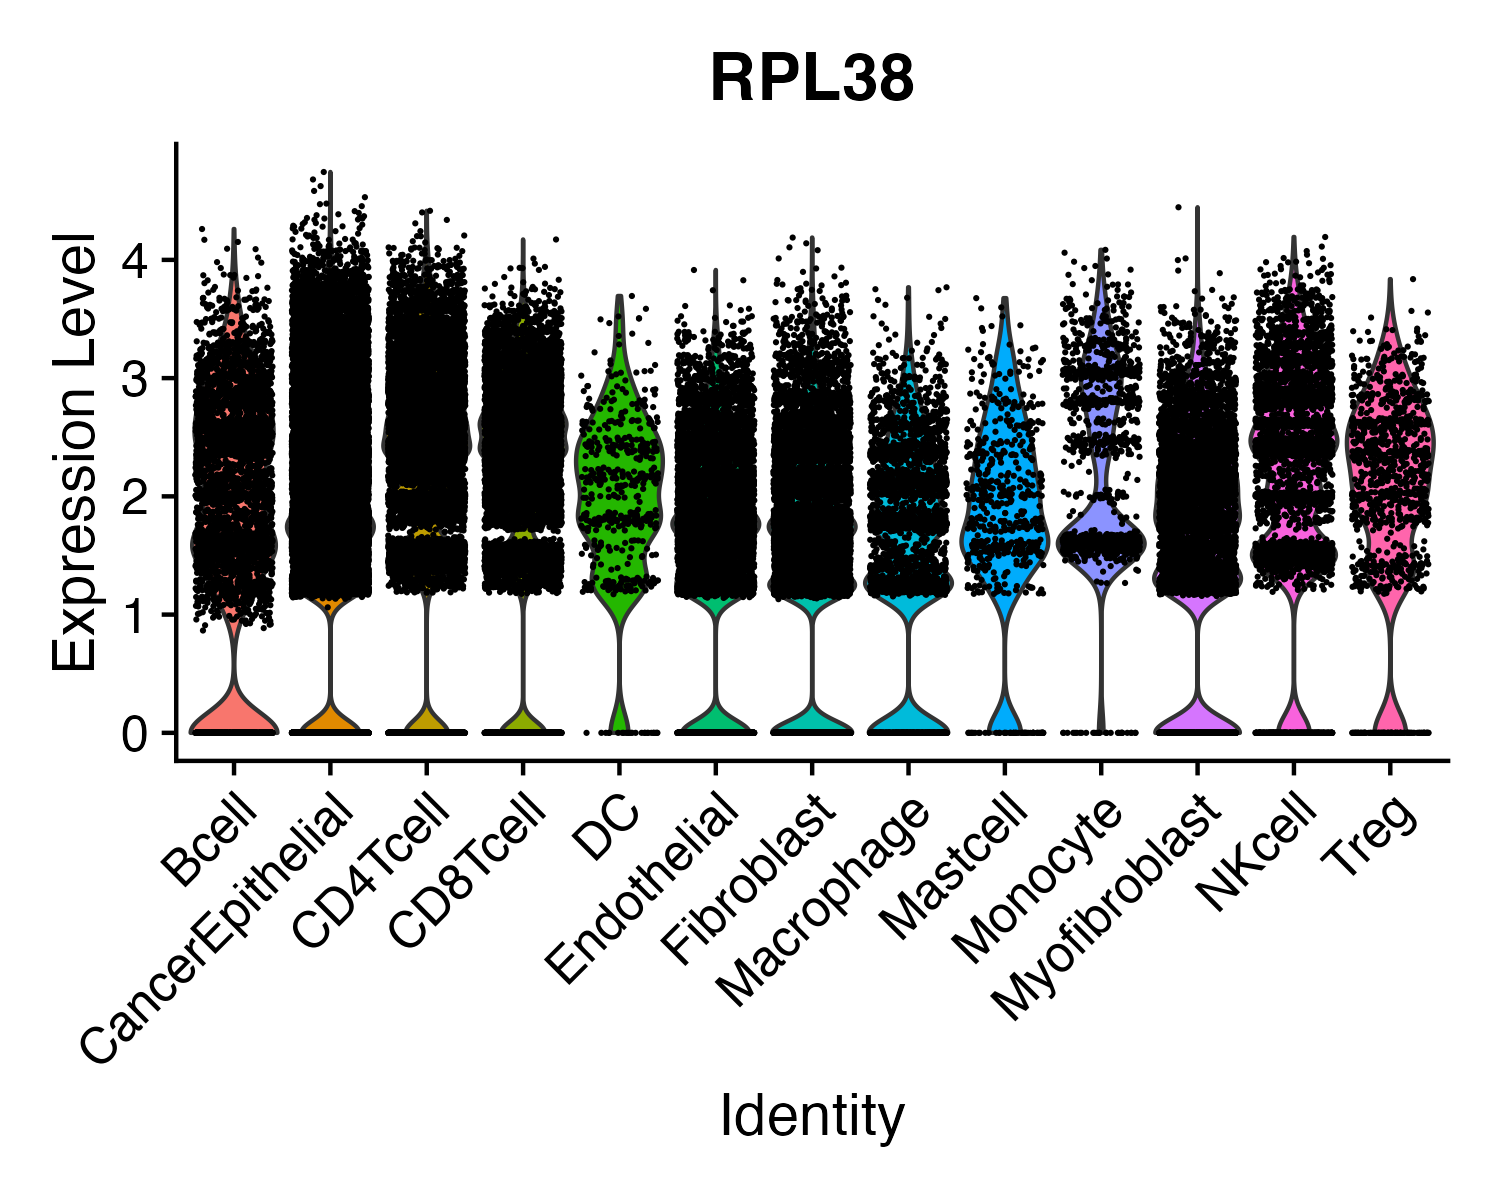 RPL38
Expression Level
4
3
2
1
0
Bcell
CancerEpithelial
CD4Tcell
CD8Tcell
DC
Endothelial
Fibroblast
Macrophage
Mastcell
Monocyte
Myofibroblast
NKcell
Treg
Identity